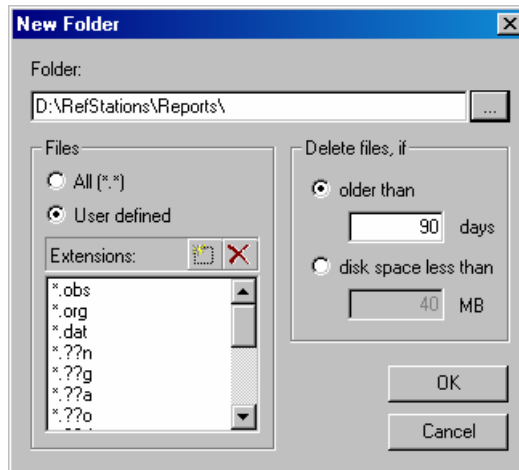 New Folder
Folder:
D:\RefStations\Reports\
...
Files
All (*.*)
User defined
Extensions:
*.obs
*.org
*.dat
*.??n
*.??g
*.??a
*.??o
Delete files, if
older than
90 days
disk space less than
40 MB
OK
Cancel